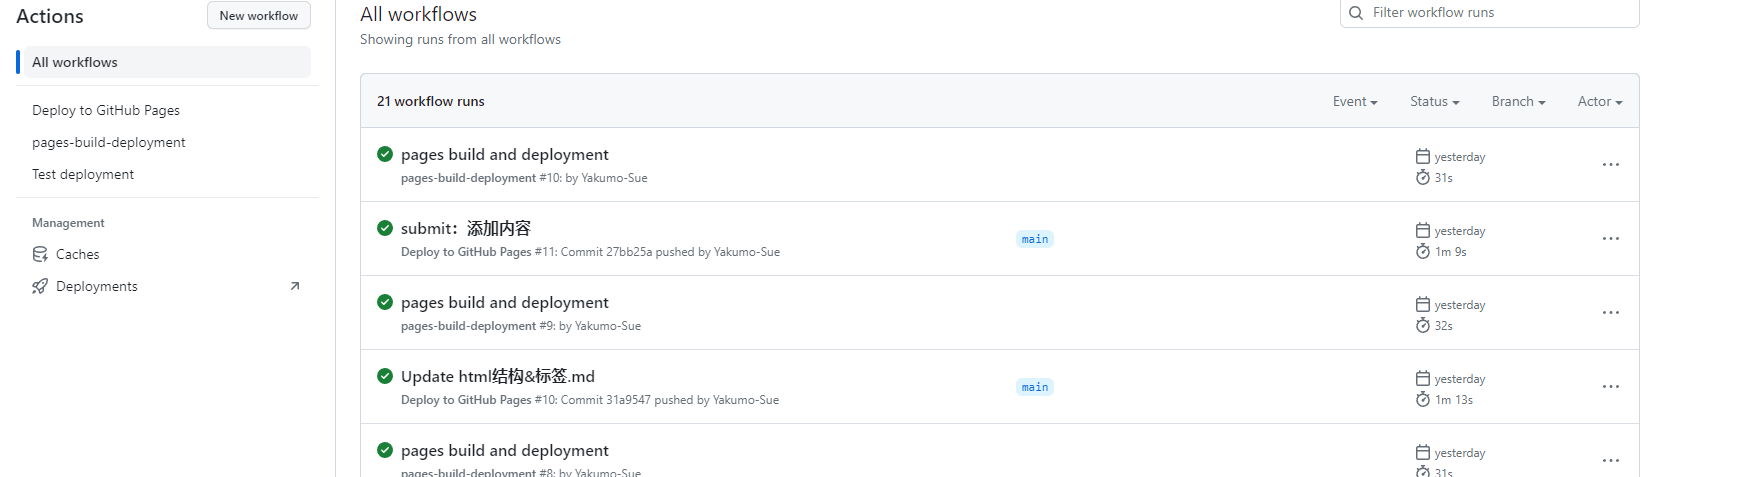 Actions
New workflow
All workflows
Deploy to GitHub Pages
pages-build-deployment
Test deployment
Management
Caches
Deployments
All workflows
Showing runs from all workflows
Filter workflow runs
21 workflow runs
Event
Status
Branch
Actor
pages build and deployment
pages-build-deployment #10: by Yakumo-Sue
yesterday
31s
submit：添加内容
Deploy to GitHub Pages #11: Commit 27bb25a pushed by Yakumo-Sue
main
yesterday
1m 9s
pages build and deployment
pages-build-deployment #9: by Yakumo-Sue
yesterday
32s
Update html结构&标签.md
Deploy to GitHub Pages #10: Commit 31a9547 pushed by Yakumo-Sue
main
yesterday
1m 13s
pages build and deployment
pages-build-deployment #8: by Yakumo-Sue
yesterday
31s